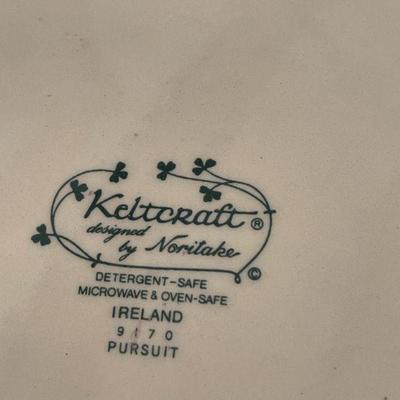 Keltcraft®
designed
by Noritake
©
DETERGENT-SAFE
MICROWAVE & OVEN-SAFE
IRELAND
9170
PURSUIT